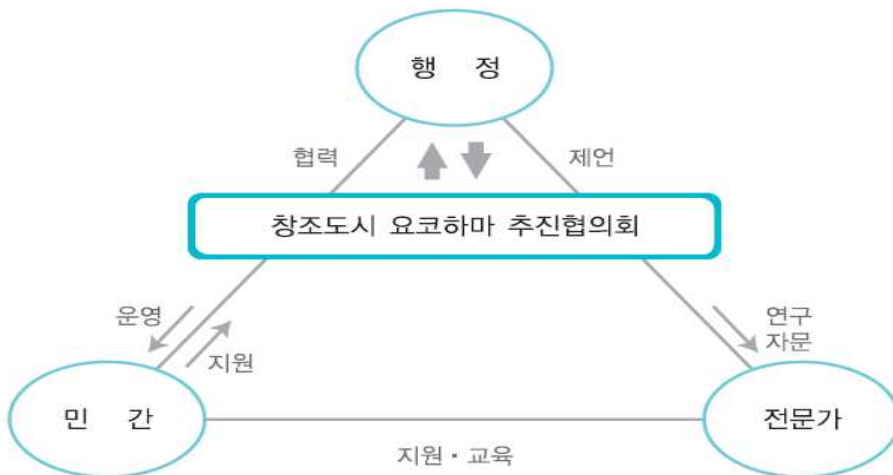 행 정
협력
제언
창조도시 요코하마 추진협의회
운영
지원
연구
자문
민 간
전문가
지원·교육